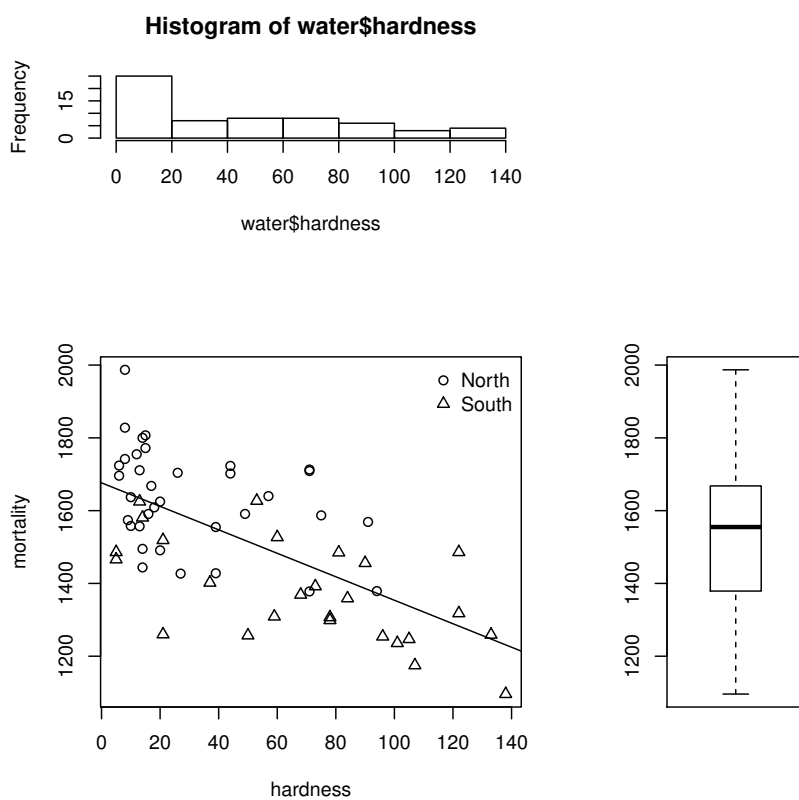 Histogram of water$hardness
Frequency
0 15
0 20 40 60 80 100 120 140
water$hardness
mortality
1200 1400 1600 1800 2000
North
South
0 20 40 60 80 100 120 140
hardness
1200 1400 1600 1800 2000